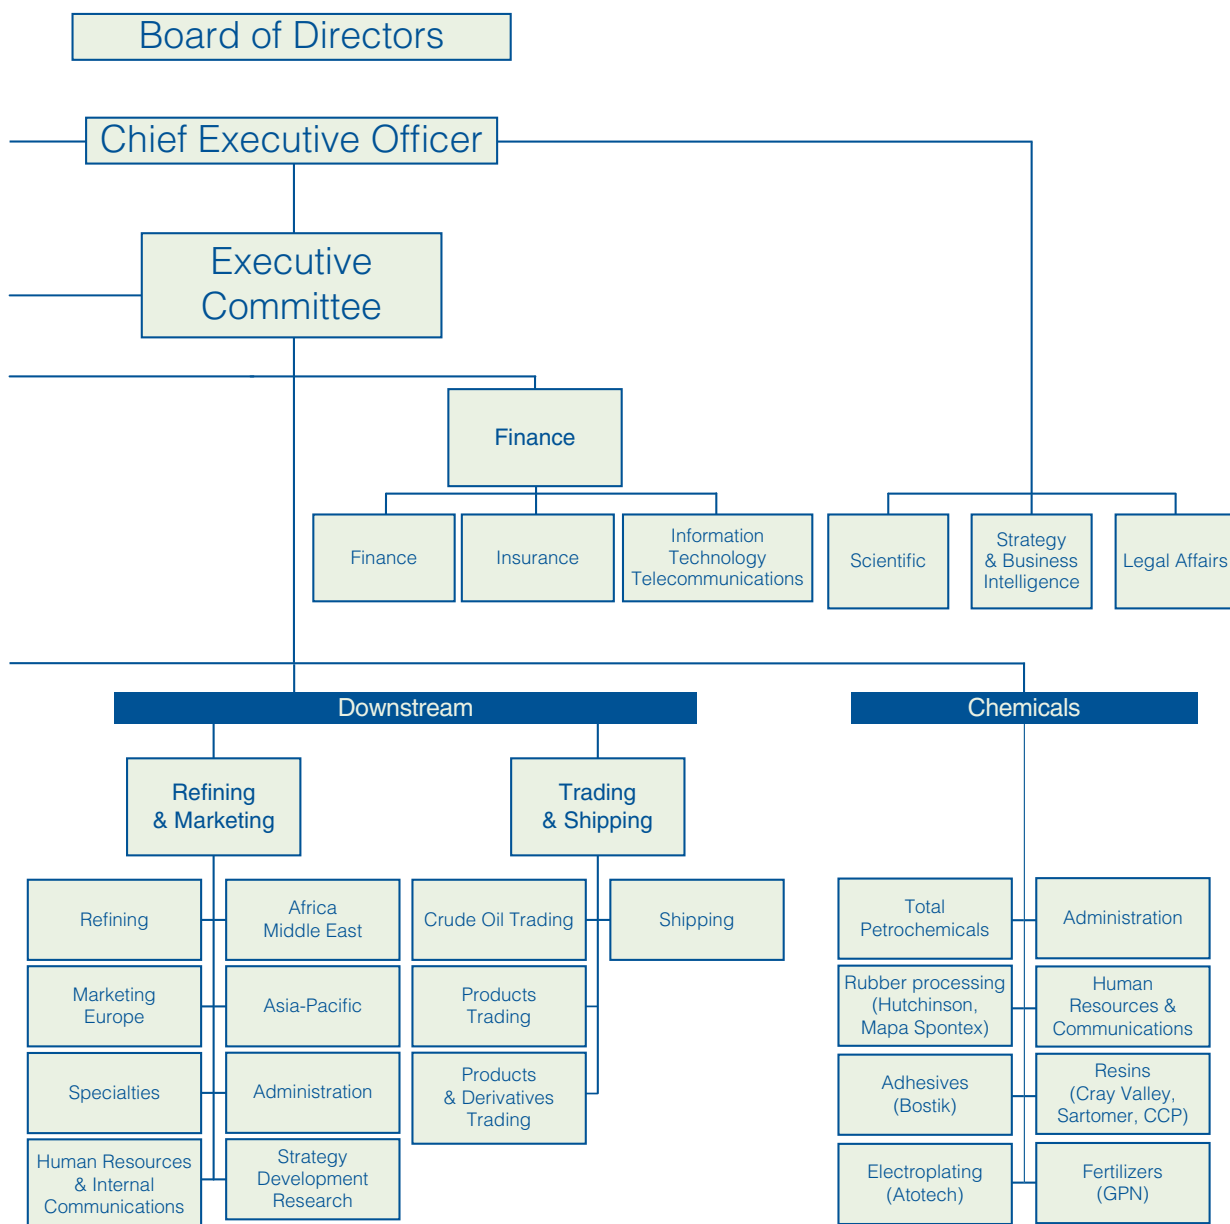 Board of Directors
Chief Executive Officer
Executive
Committee
Finance
Finance
Insurance
Information
Technology
Telecommunications
Scientific
Strategy
& Business
Intelligence
Legal Affairs
Downstream
Chemicals
Refining
& Marketing
Trading
& Shipping
Refining
Africa
Middle East
Crude Oil Trading
Shipping
Total
Petrochemicals
Administration
Marketing
Europe
Asia-Pacific
Products
Trading
Rubber processing
(Hutchinson,
Mapa Spontex)
Human
Resources &
Communications
Specialties
Administration
Products
& Derivatives
Trading
Adhesives
(Bostik)
Resins
(Cray Valley,
Sartomer, CCP)
Human Resources
& Internal
Communications
Strategy
Development
Research
Electroplating
(Atotech)
Fertilizers
(GPN)